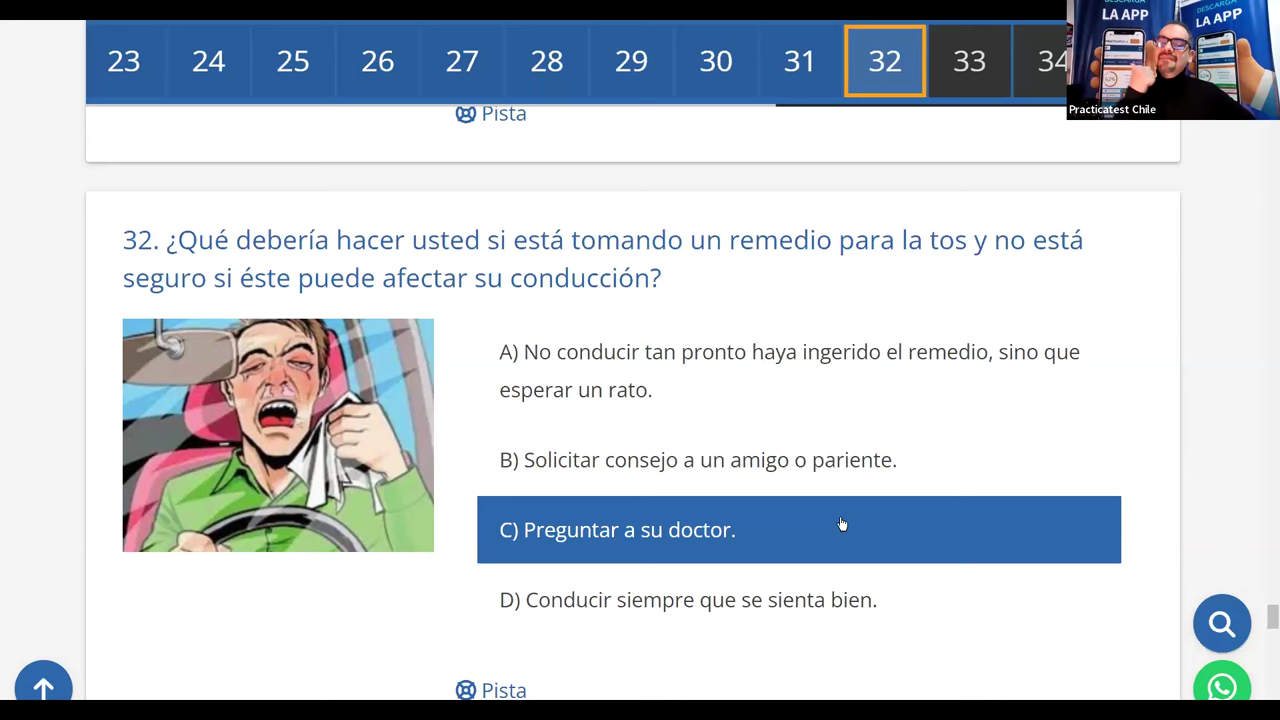 DESCARGA
LA APP
DESCARGA
LA APP
Practicatest Chile
23 24 25 26 27 28 29 30 31 32 33 34
Pista
32. ¿Qué debería hacer usted si está tomando un remedio para la tos y no está
seguro si éste puede afectar su conducción?
A) No conducir tan pronto haya ingerido el remedio, sino que
esperar un rato.
B) Solicitar consejo a un amigo o pariente.
C) Preguntar a su doctor.
D) Conducir siempre que se sienta bien.
Pista